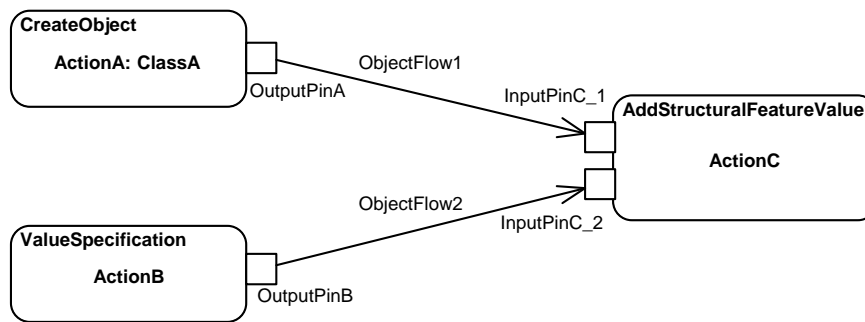 CreateObject
ActionA: ClassA
OutputPinA
ObjectFlow1
InputPinC_1
AddStructuralFeatureValue
ActionC
ObjectFlow2
InputPinC_2
ValueSpecification
ActionB
OutputPinB